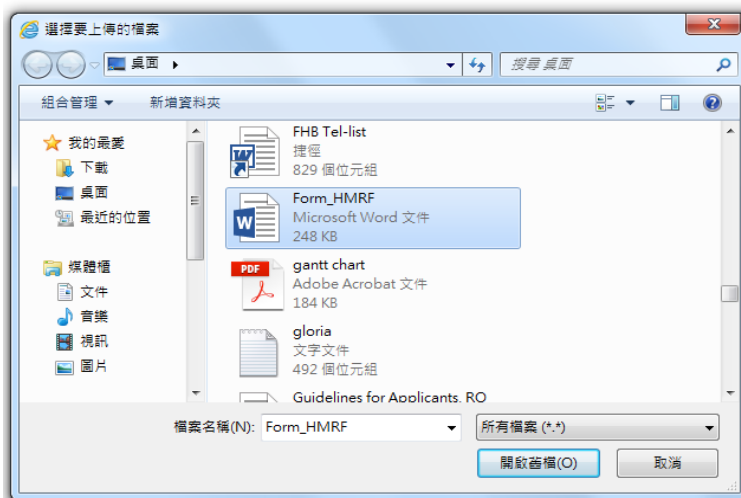 選擇要上傳的檔案
桌面
搜尋 桌面
組合管理
新增資料夾
我的最愛
下載
桌面
最近的位置
媒體櫃
文件
音樂
視訊
圖片
FHB Tel-list
捷徑
829 個位元組
Form_HMRF
Microsoft Word 文件
248 KB
PDF
gantt chart
Adobe Acrobat 文件
184 KB
gloria
文字文件
492 個位元組
Guidelines for Applicants. RO
檔案名稱(N): Form_HMRF
所有檔案 (*.*)
開啟舊檔(O)
取消